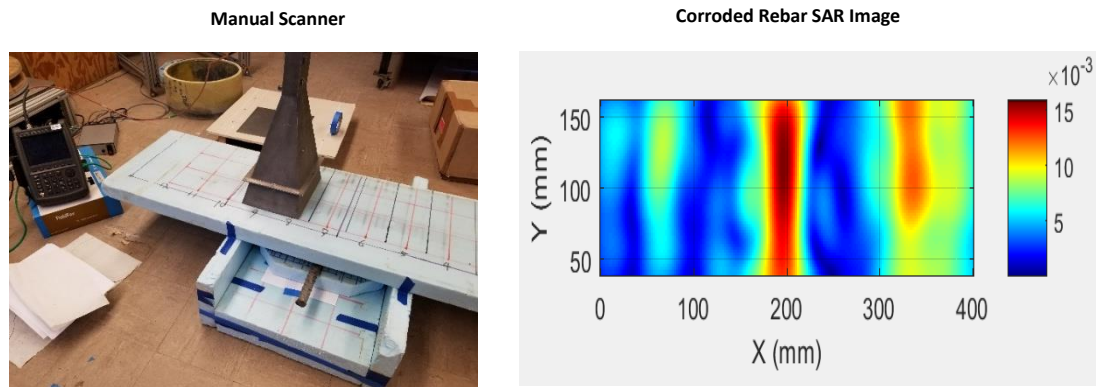 Manual Scanner
Corroded Rebar SAR Image
×10⁻³
150
100
50
Y (mm)
0
100
200
300
400
X (mm)
15
10
5
FieldFox